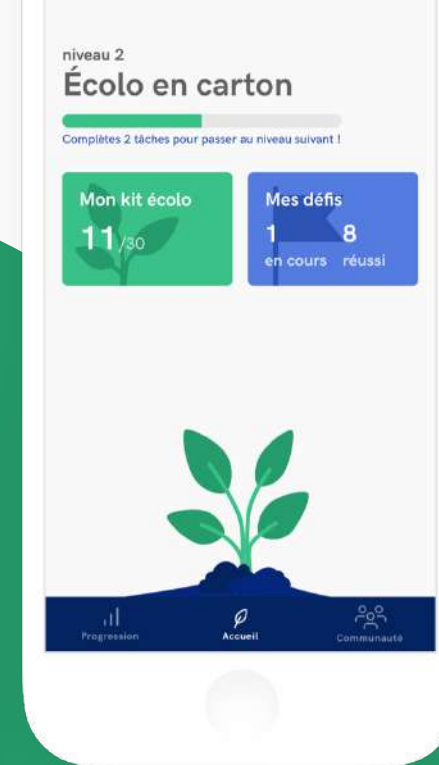 niveau 2
Écolo en carton
Complètes 2 tâches pour passer au niveau suivant !
Mon kit écolo
11/30
Mes défis
1 8
en cours réussi
Progression
Accueil
Communauté